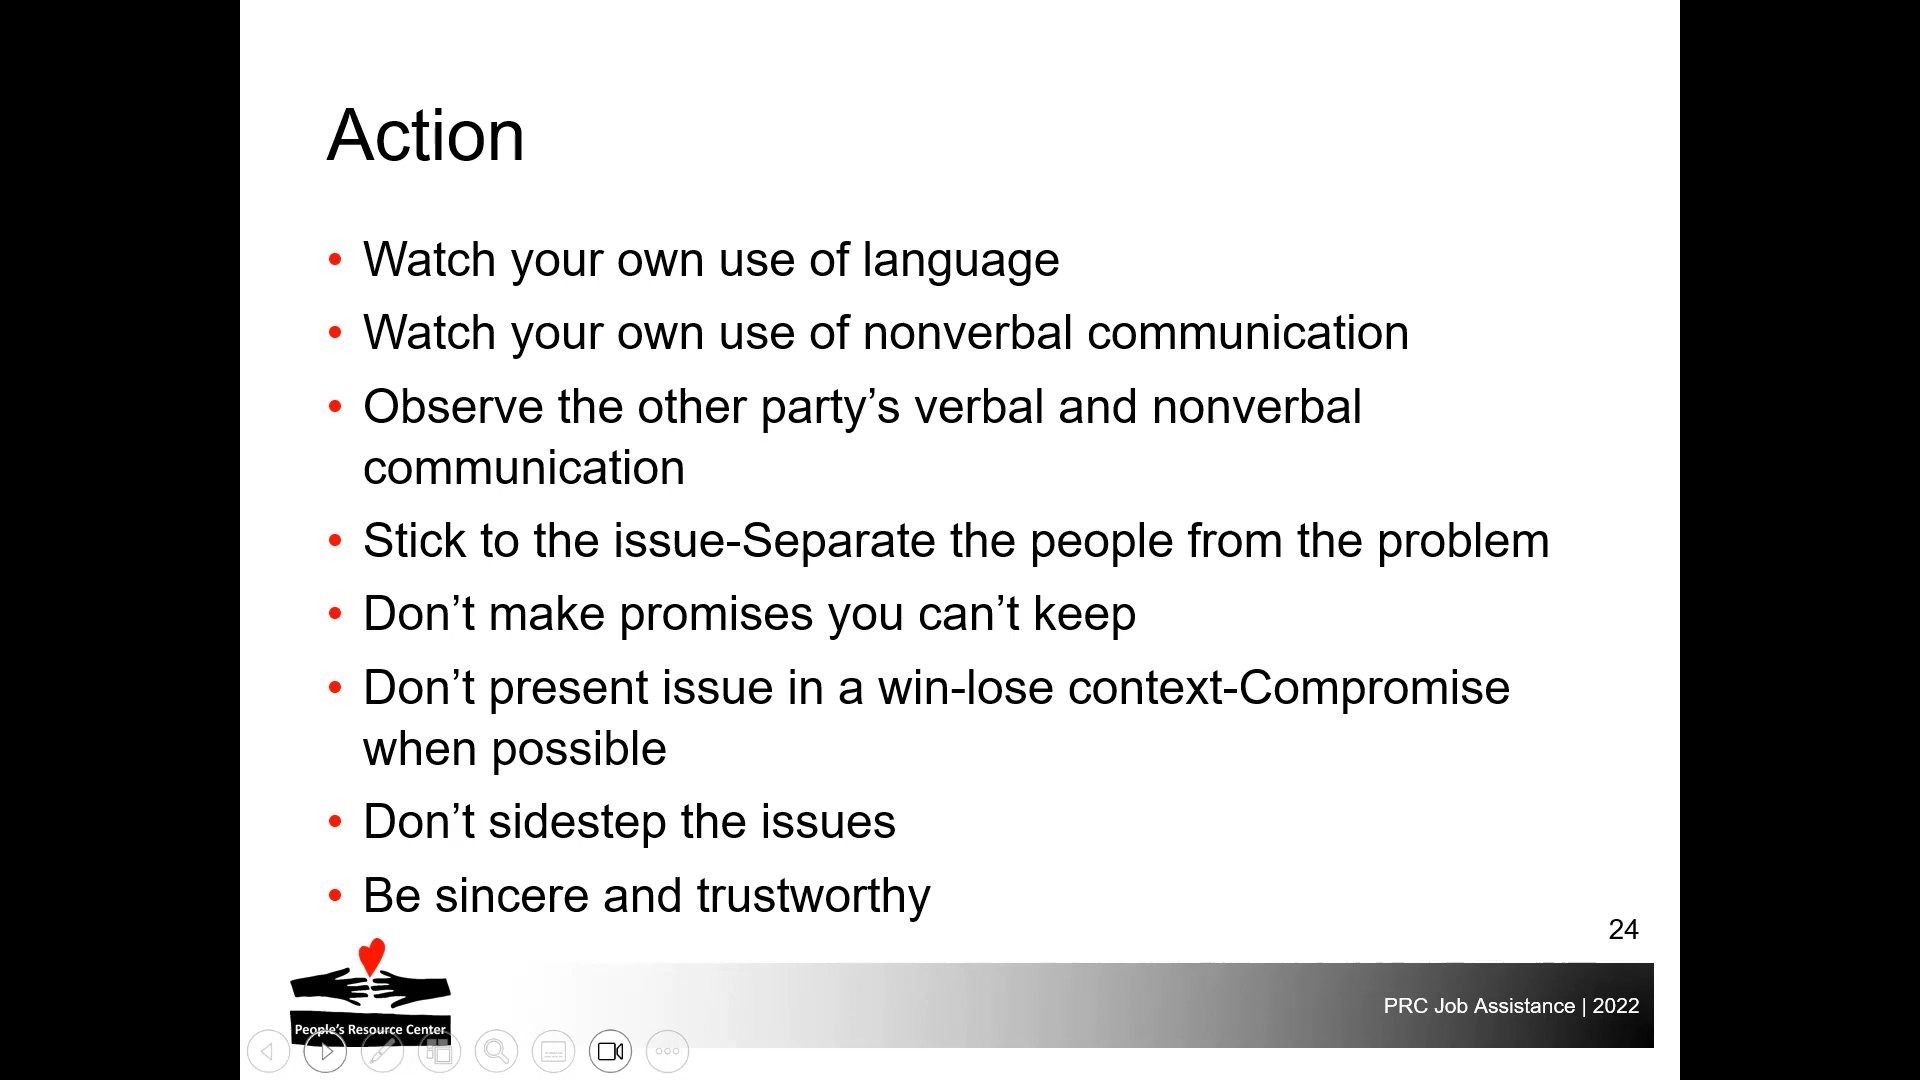 Action
• Watch your own use of language
• Watch your own use of nonverbal communication
• Observe the other party’s verbal and nonverbal
communication
• Stick to the issue-Separate the people from the problem
• Don’t make promises you can’t keep
• Don’t present issue in a win-lose context-Compromise
when possible
• Don’t sidestep the issues
• Be sincere and trustworthy
24
People’s Resource Center
PRC Job Assistance | 2022